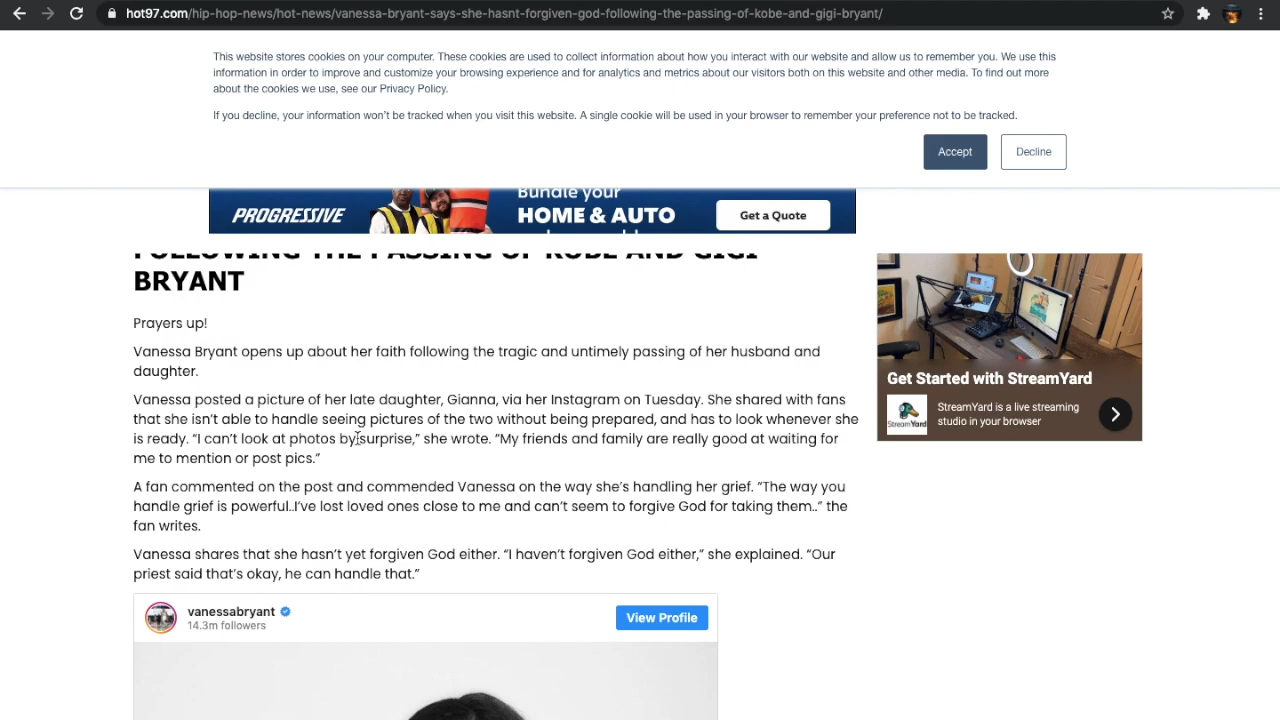 hot97.com/hip-hop-news/hot-news/vanessa-bryant-says-she-hasnt-forgiven-god-following-the-passing-of-kobe-and-gigi-bryant/
This website stores cookies on your computer. These cookies are used to collect information about how you interact with our website and allow us to remember you. We use this
information in order to improve and customize your browsing experience and for analytics and metrics about our visitors both on this website and other media. To find out more
about the cookies we use, see our Privacy Policy.
If you decline, your information won't be tracked when you visit this website. A single cookie will be used in your browser to remember your preference not to be tracked.
Accept
Decline
PROGRESSIVE
Bundle your
HOME & AUTO
Get a Quote
FOLLOWING THE PASSING OF KOBE AND GIGI
BRYANT
Prayers up!
Vanessa Bryant opens up about her faith following the tragic and untimely passing of her husband and
daughter.
Vanessa posted a picture of her late daughter, Gianna, via her Instagram on Tuesday. She shared with fans
that she isn't able to handle seeing pictures of the two without being prepared, and has to look whenever she
is ready. “I can't look at photos by surprise,” she wrote. “My friends and family are really good at waiting for
me to mention or post pics.”
A fan commented on the post and commended Vanessa on the way she's handling her grief. “The way you
handle grief is powerful..I've lost loved ones close to me and can't seem to forgive God for taking them..” the
fan writes.
Vanessa shares that she hasn't yet forgiven God either. “I haven't forgiven God either,” she explained. “Our
priest said that's okay, he can handle that.”
vanessabryant
14.3m followers
View Profile
Get Started with StreamYard
StreamYard
StreamYard is a live streaming
studio in your browser